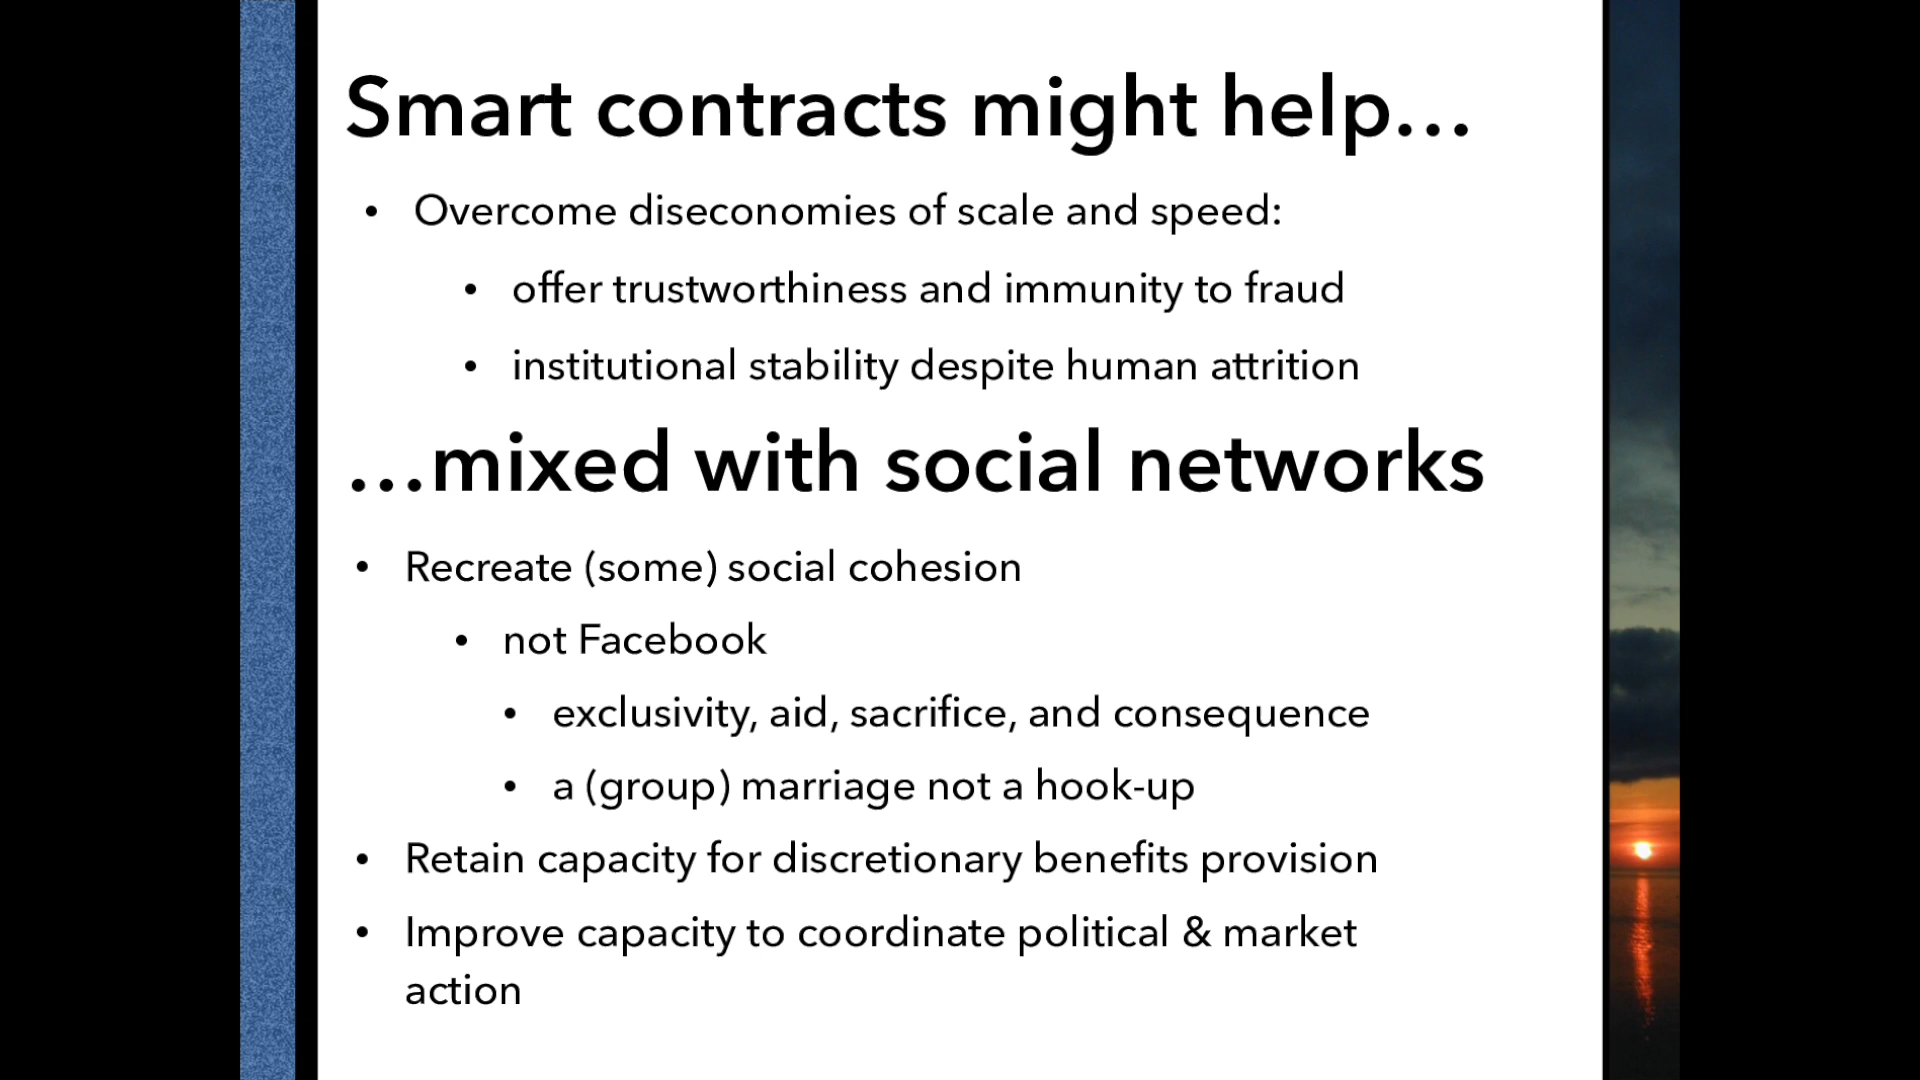 Smart contracts might help...
• Overcome diseconomies of scale and speed:
• offer trustworthiness and immunity to fraud
• institutional stability despite human attrition
...mixed with social networks
• Recreate (some) social cohesion
• not Facebook
• exclusivity, aid, sacrifice, and consequence
• a (group) marriage not a hook-up
• Retain capacity for discretionary benefits provision
• Improve capacity to coordinate political & market
action